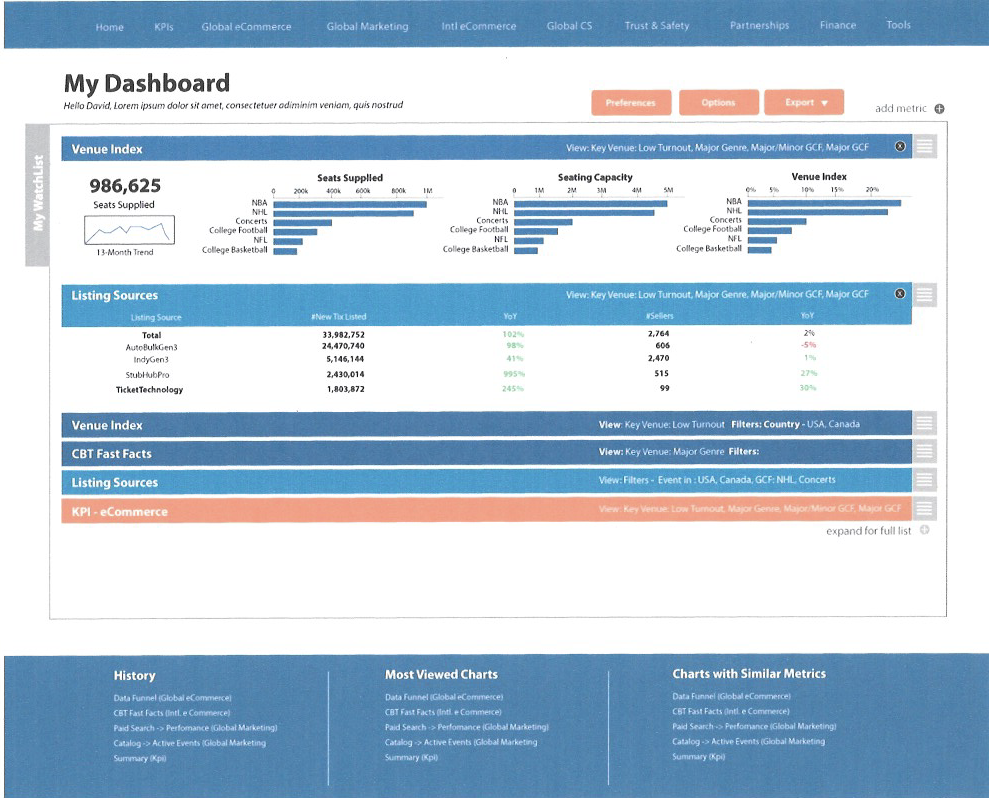 Home KPIs Global eCommerce Global Marketing Intl eCommerce Global CS Trust & Safety Partnerships Finance Tools
My Dashboard
Hello David, Lorem ipsum dolor sit amet, consectetuer adiminim veniam, quis nostrud
Preferences Options Export
add metric
My WatchList
Venue Index View: Key Venue: Low Turnout, Major Genre, Major/Minor GCF, Major GCF X
986,625
Seats Supplied
13-Month Trend
Seats Supplied
0 200k 400k 600k 800k 1M
NBA
NHL
Concerts
College Football
NFL
College Basketball
Seating Capacity
0 1M 2M 3M 4M 5M
NBA
NHL
Concerts
College Football
NFL
College Basketball
Venue Index
0% 5% 10% 15% 20%
NBA
NHL
Concerts
College Football
NFL
College Basketball
Listing Sources View: Key Venue: Low Turnout, Major Genre, Major/Minor GCF, Major GCF X
Listing Source #New Tix Listed YoY #Sellers YoY
Total 33,982,752 102% 2,764 2%
AutoBulkGen3 24,470,740 98% 606 -5%
IndyGen3 5,146,144 41% 2,470 1%
StubHubPro 2,430,014 995% 515 27%
TicketTechnology 1,803,872 245% 99 30%
Venue Index View: Key Venue: Low Turnout Filters: Country - USA, Canada
CBT Fast Facts View: Key Venue: Major Genre Filters:
Listing Sources View: Filters - Event in : USA, Canada, GCF: NHL, Concerts
KPI - eCommerce View: Key Venue: Low Turnout, Major Genre, Major/Minor GCF, Major GCF
expand for full list
History
Data Funnel (Global eCommerce)
CBT Fast Facts (Intl. e Commerce)
Paid Search -> Perfomance (Global Marketing)
Catalog -> Active Events (Global Marketing
Summary (Kpi)
Most Viewed Charts
Data Funnel (Global eCommerce)
CBT Fast Facts (Intl. e Commerce)
Paid Search -> Perfomance (Global Marketing)
Catalog -> Active Events (Global Marketing
Summary (Kpi)
Charts with Similar Metrics
Data Funnel (Global eCommerce)
CBT Fast Facts (Intl. e Commerce)
Paid Search -> Perfomance (Global Marketing)
Catalog -> Active Events (Global Marketing
Summary (Kpi)